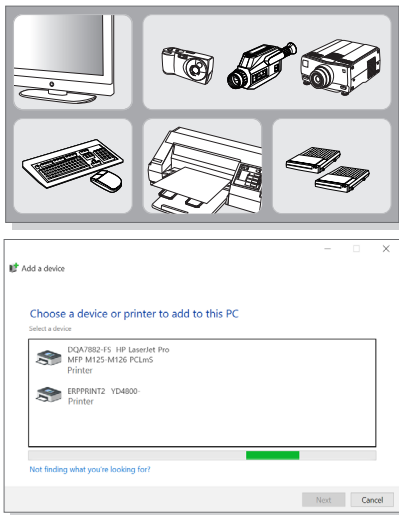 Add a device
Choose a device or printer to add to this PC
Select a device
DQA7882-F5 HP LaserJet Pro
MFP M125-M126 PCLmS
Printer
ERPPRINT2 YD4800-
Printer
Not finding what you're looking for?
Next
Cancel